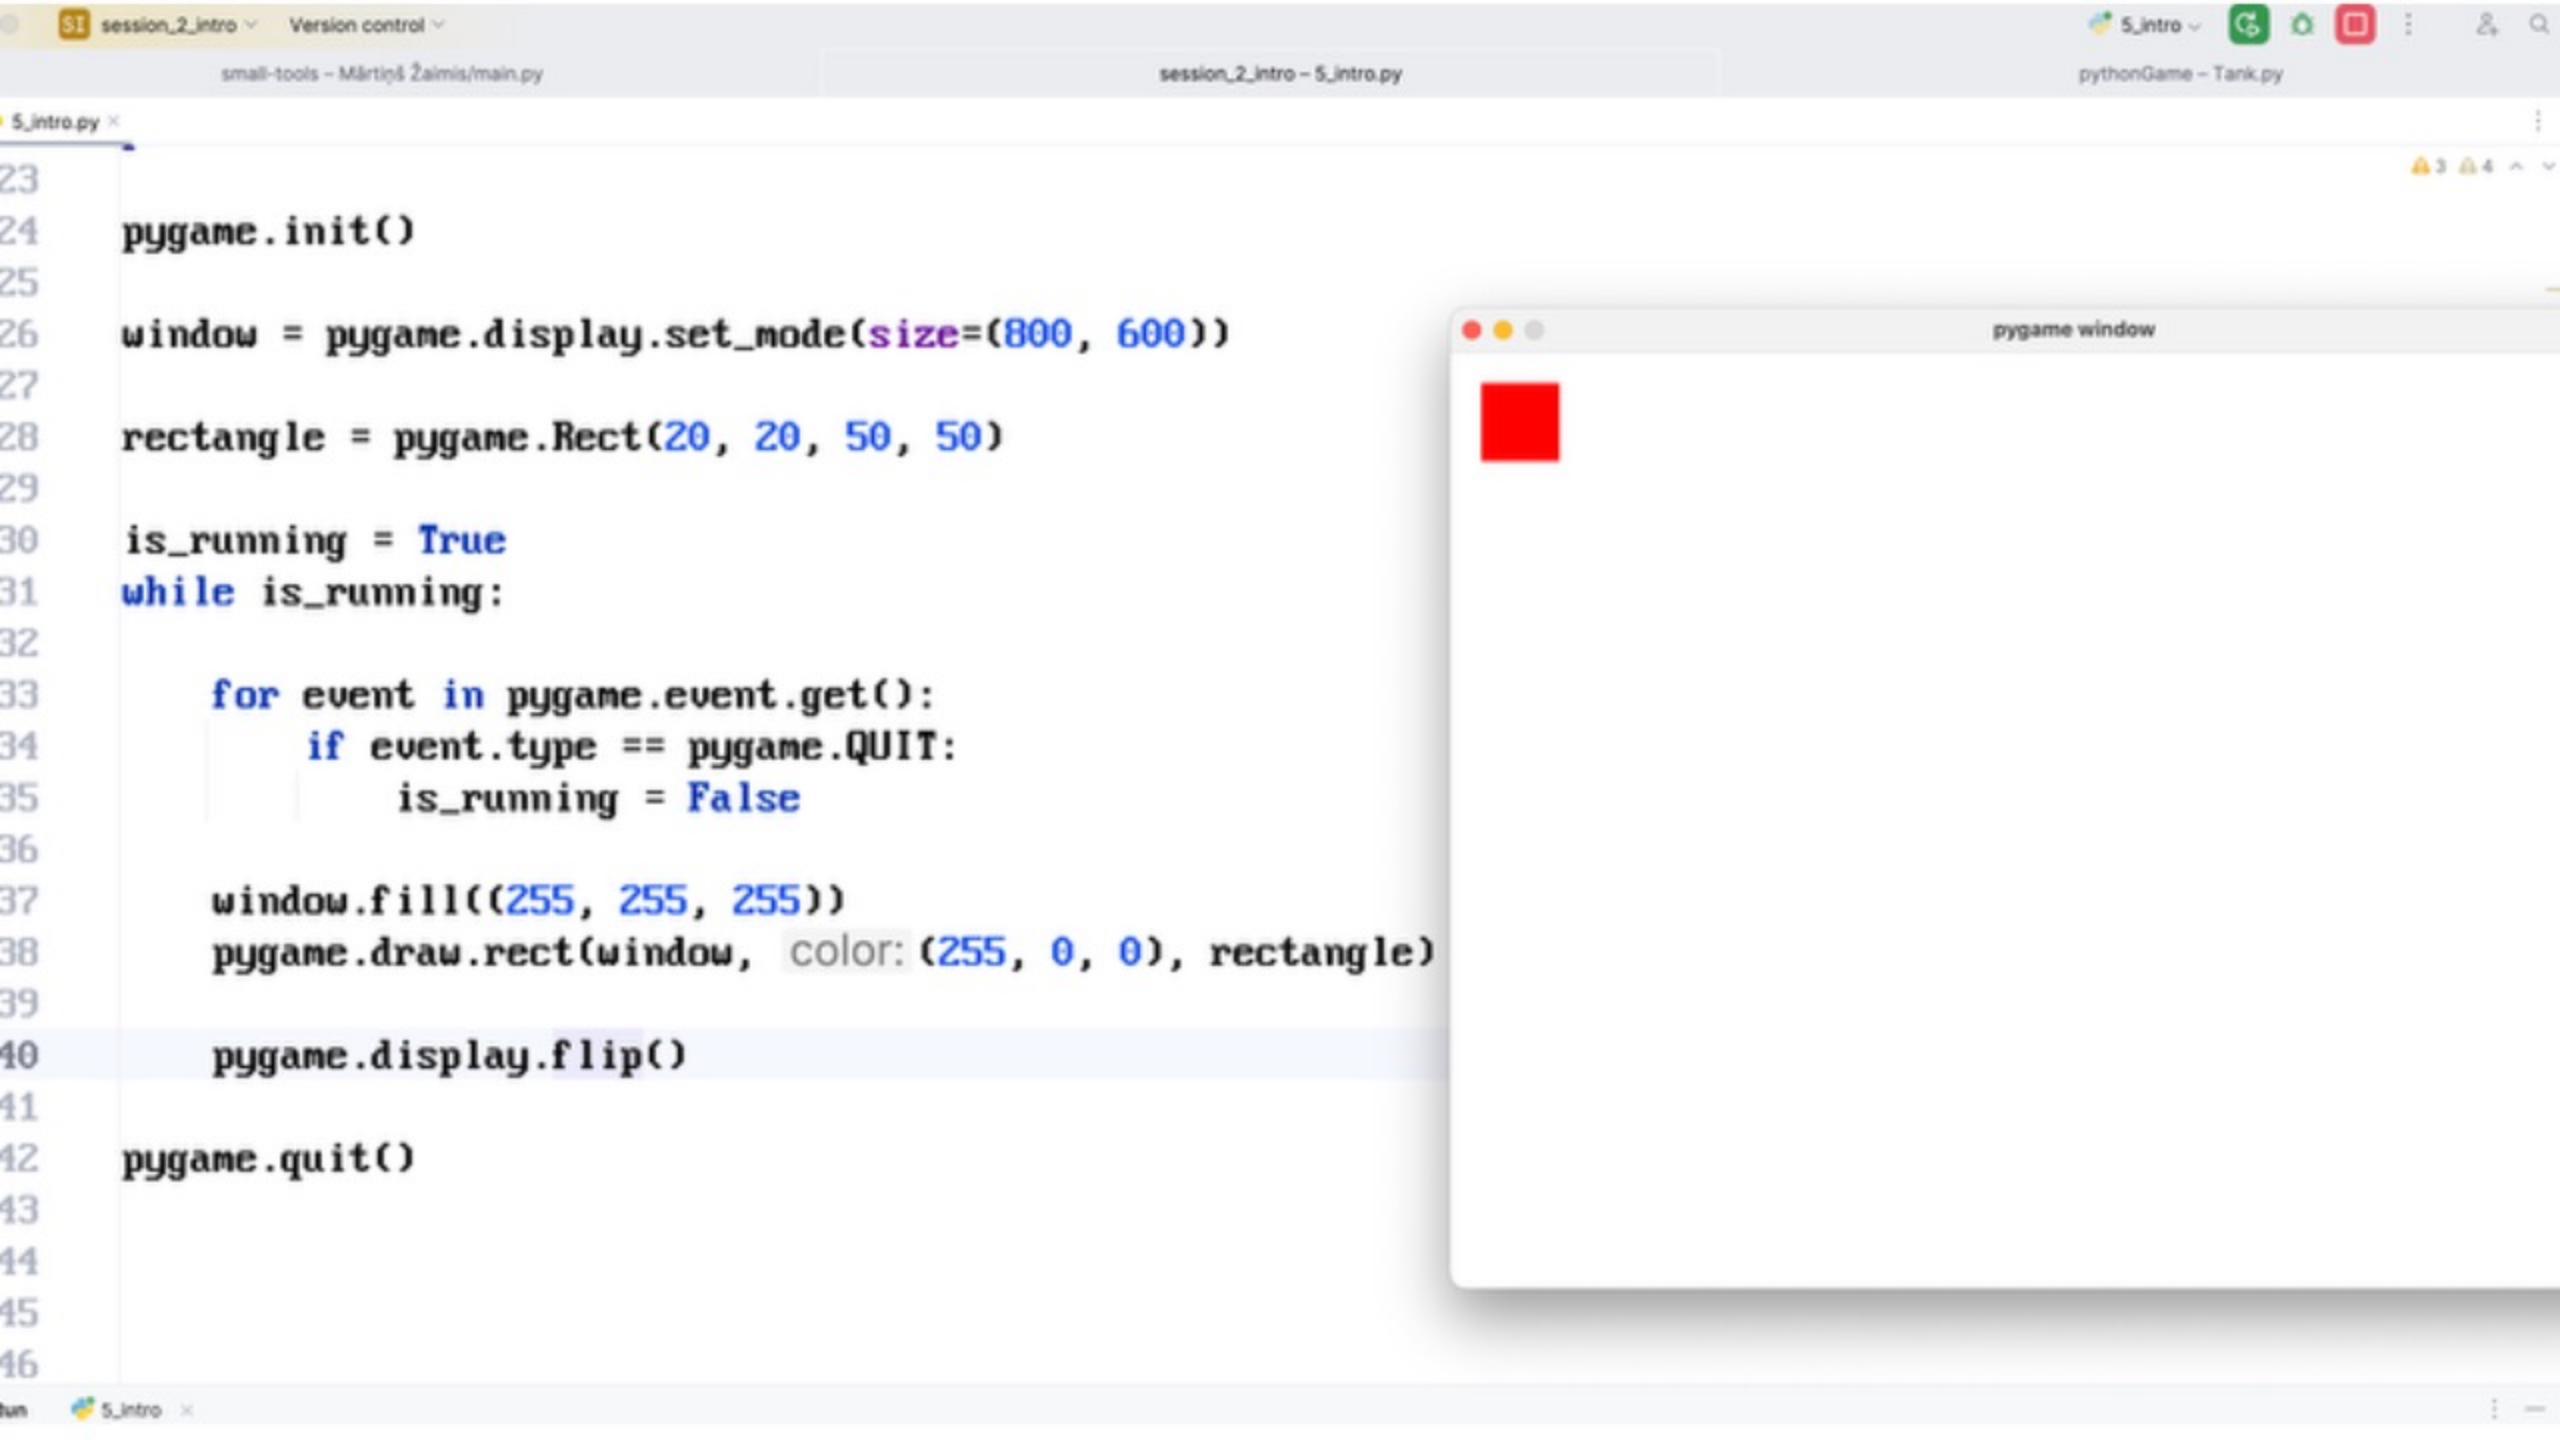 SI session_2_intro Version control 5_intro
small-tools – Mārtiņš Žaimis/main.py session_2_intro – 5_intro.py pythonGame – Tank.py
5_intro.py
3 4
23
24 pygame.init()
25
26 window = pygame.display.set_mode(size=(800, 600))
27
28 rectangle = pygame.Rect(20, 20, 50, 50)
29
30 is_running = True
31 while is_running:
32
33 for event in pygame.event.get():
34 if event.type == pygame.QUIT:
35 is_running = False
36
37 window.fill((255, 255, 255))
38 pygame.draw.rect(window, color: (255, 0, 0), rectangle)
39
40 pygame.display.flip()
41
42 pygame.quit()
43
44
45
46
pygame window
5_intro